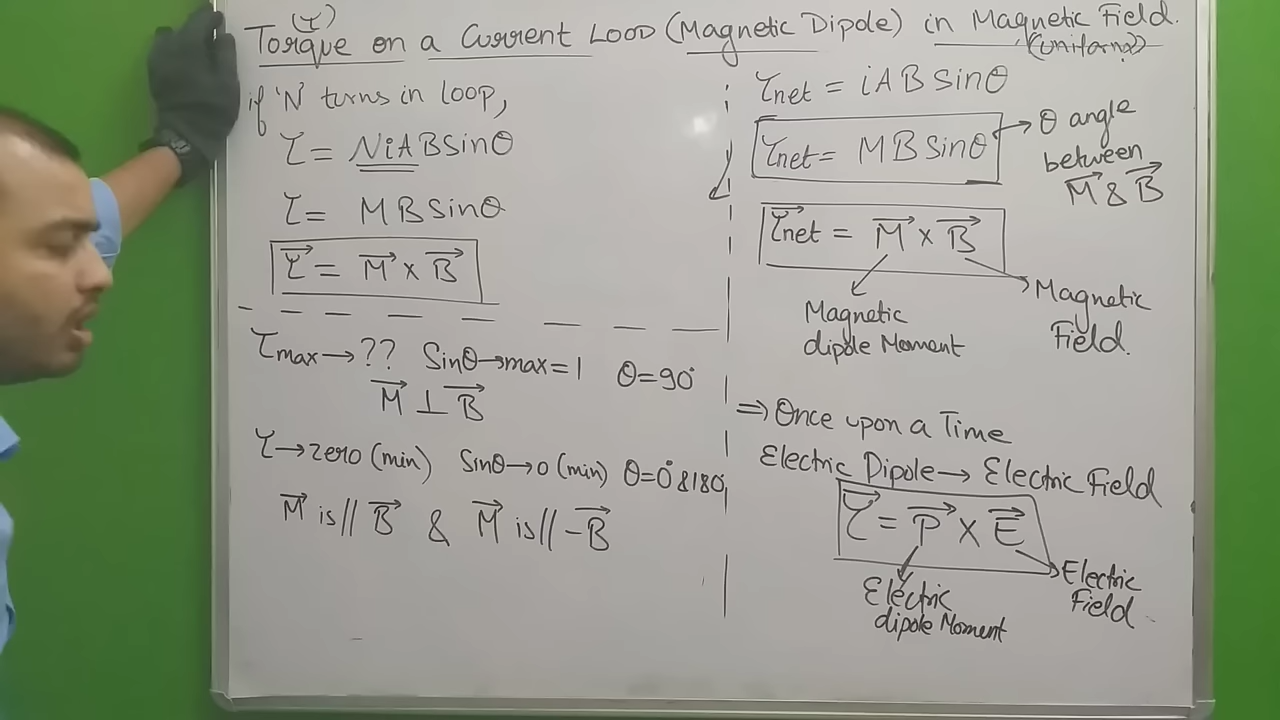 (τ)
Torque on a Current Loop (Magnetic Dipole) in Magnetic Field.
(Uniform)
if 'N' turns in loop,
τ = NiABsinθ
τ = MBsinθ
τ⃗ = M⃗ × B⃗
τmax → ?? Sinθ→max=1 θ=90°
M⃗ ⊥ B⃗
τ → zero (min) Sinθ→0 (min) θ=0°&180°
M⃗ is // B⃗ & M⃗ is // -B⃗
τnet = iABsinθ
τnet = MBsinθ → θ angle
between
M⃗ & B⃗
τ⃗net = M⃗ × B⃗
Magnetic
dipole Moment
Magnetic
Field.
⇒ Once upon a Time
Electric Dipole → Electric Field
τ⃗ = P⃗ × E⃗
Electric
dipole Moment
Electric
Field